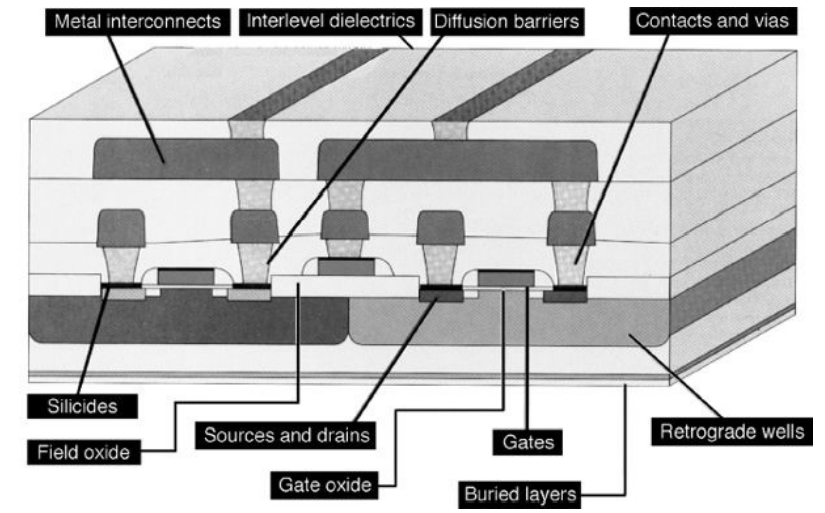 Metal interconnects
Interlevel dielectrics
Diffusion barriers
Contacts and vias
Silicides
Field oxide
Sources and drains
Gate oxide
Gates
Buried layers
Retrograde wells